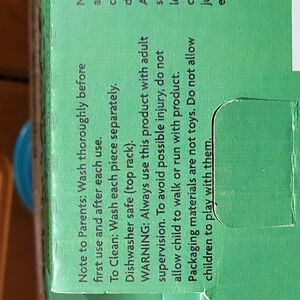 Note to Parents: Wash thoroughly before
first use and after each use.
To Clean: Wash each piece separately.
Dishwasher safe (top rack).
WARNING: Always use this product with adult
supervision. To avoid possible injury, do not
allow child to walk or run with product.
Packaging materials are not toys. Do not allow
children to play with them.